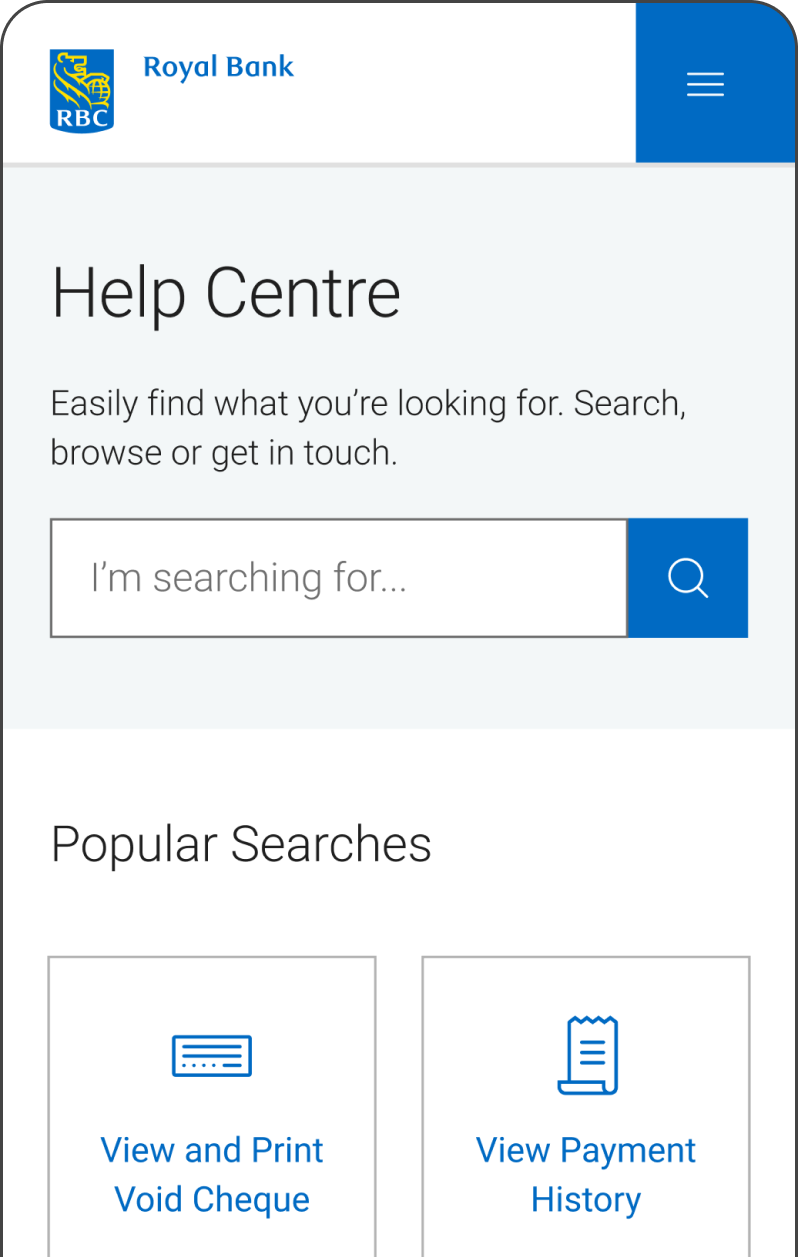 RBC
Royal Bank
Help Centre
Easily find what you’re looking for. Search,
browse or get in touch.
I’m searching for...
Popular Searches
View and Print
Void Cheque
View Payment
History